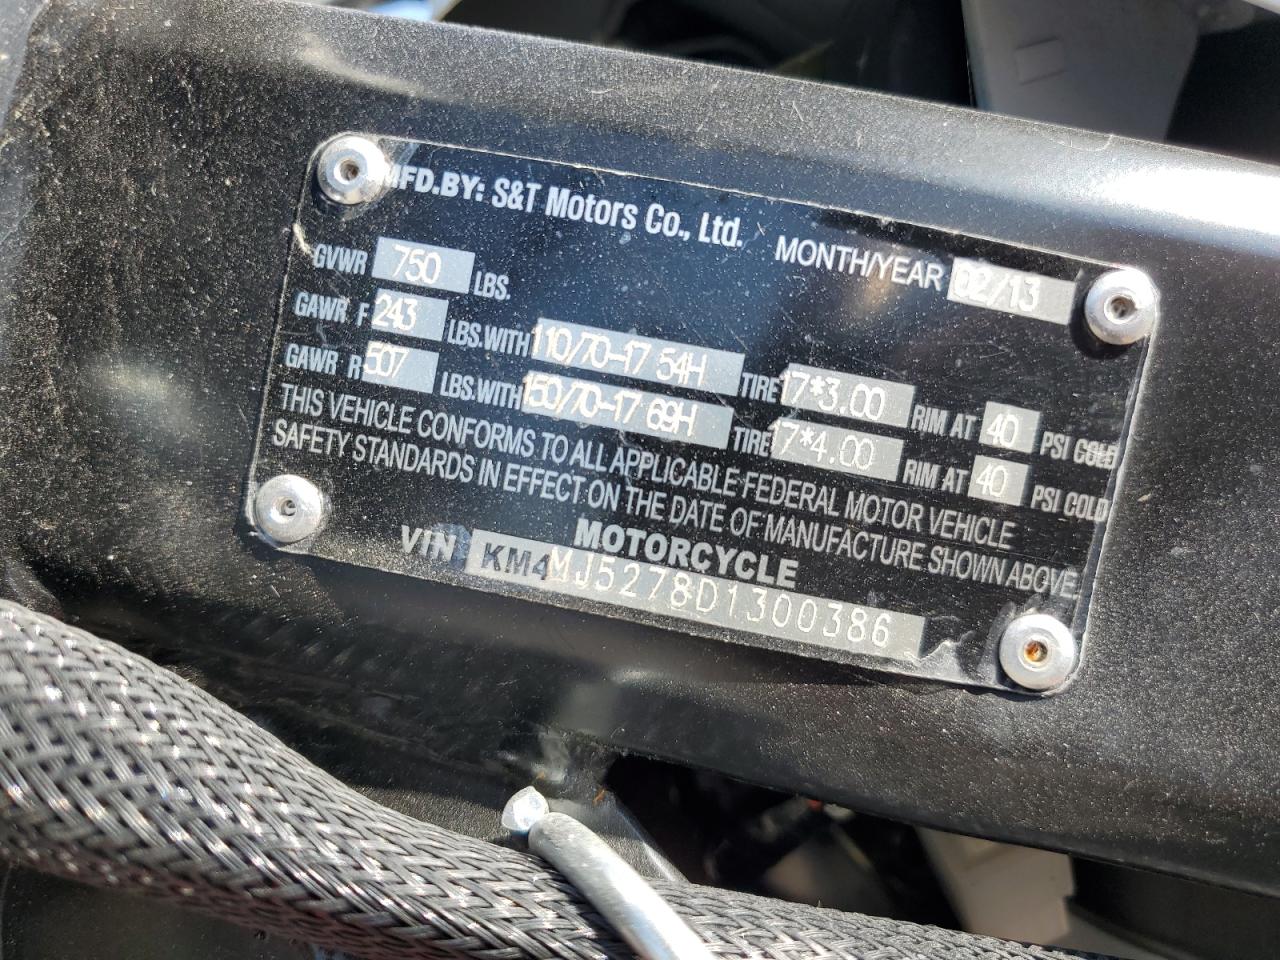 MFD.BY: S&T Motors Co., Ltd. MONTH/YEAR 02/13
GVWR 750 LBS.
GAWR F 243 LBS. WITH 110/70-17 54H TIRE 17*3.00 RIM AT 40 PSI COLD
GAWR R 507 LBS. WITH 150/70-17 69H TIRE 17*4.00 RIM AT 40 PSI COLD
THIS VEHICLE CONFORMS TO ALL APPLICABLE FEDERAL MOTOR VEHICLE
SAFETY STANDARDS IN EFFECT ON THE DATE OF MANUFACTURE SHOWN ABOVE.
MOTORCYCLE
VIN KM4MJ5278D1300386